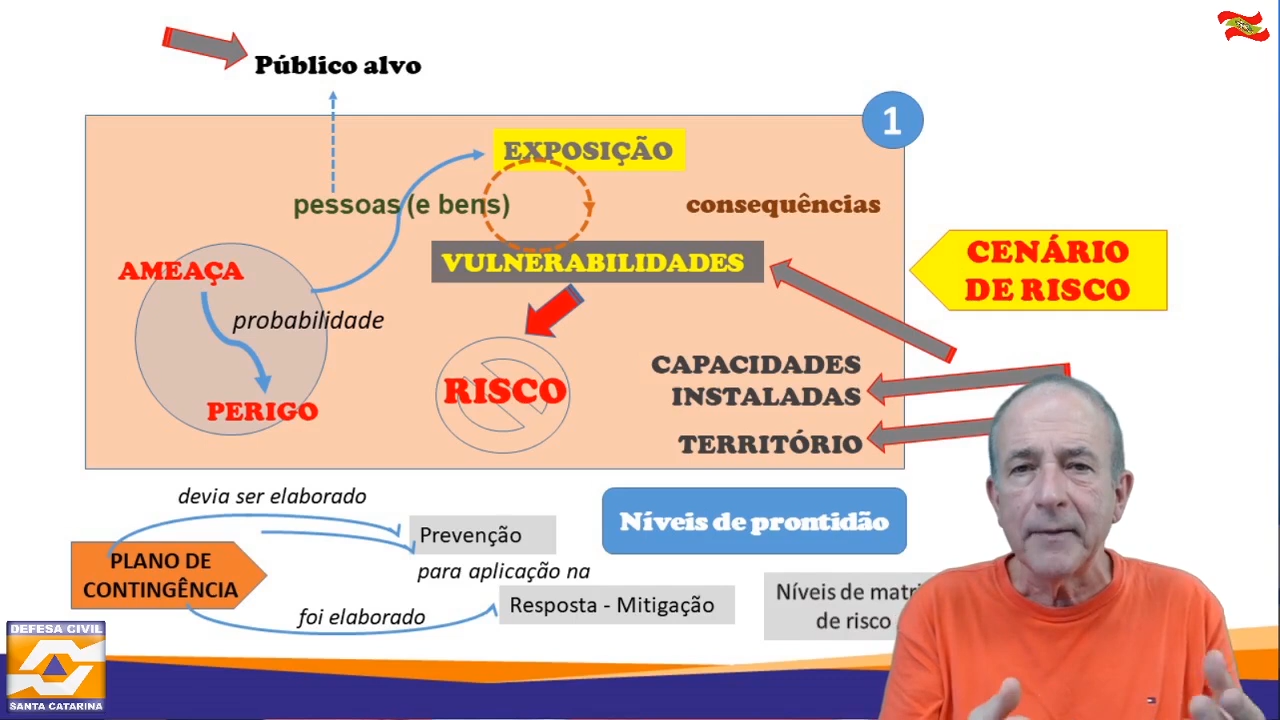 Público alvo
1
EXPOSIÇÃO
pessoas (e bens)
consequências
VULNERABILIDADES
CENÁRIO
DE RISCO
AMEAÇA
probabilidade
PERIGO
RISCO
CAPACIDADES
INSTALADAS
TERRITÓRIO
devia ser elaborado
Prevenção
Níveis de prontidão
PLANO DE
CONTINGÊNCIA
para aplicação na
foi elaborado
Resposta - Mitigação
Níveis de
de risco
DEFESA CIVIL
SANTA CATARINA